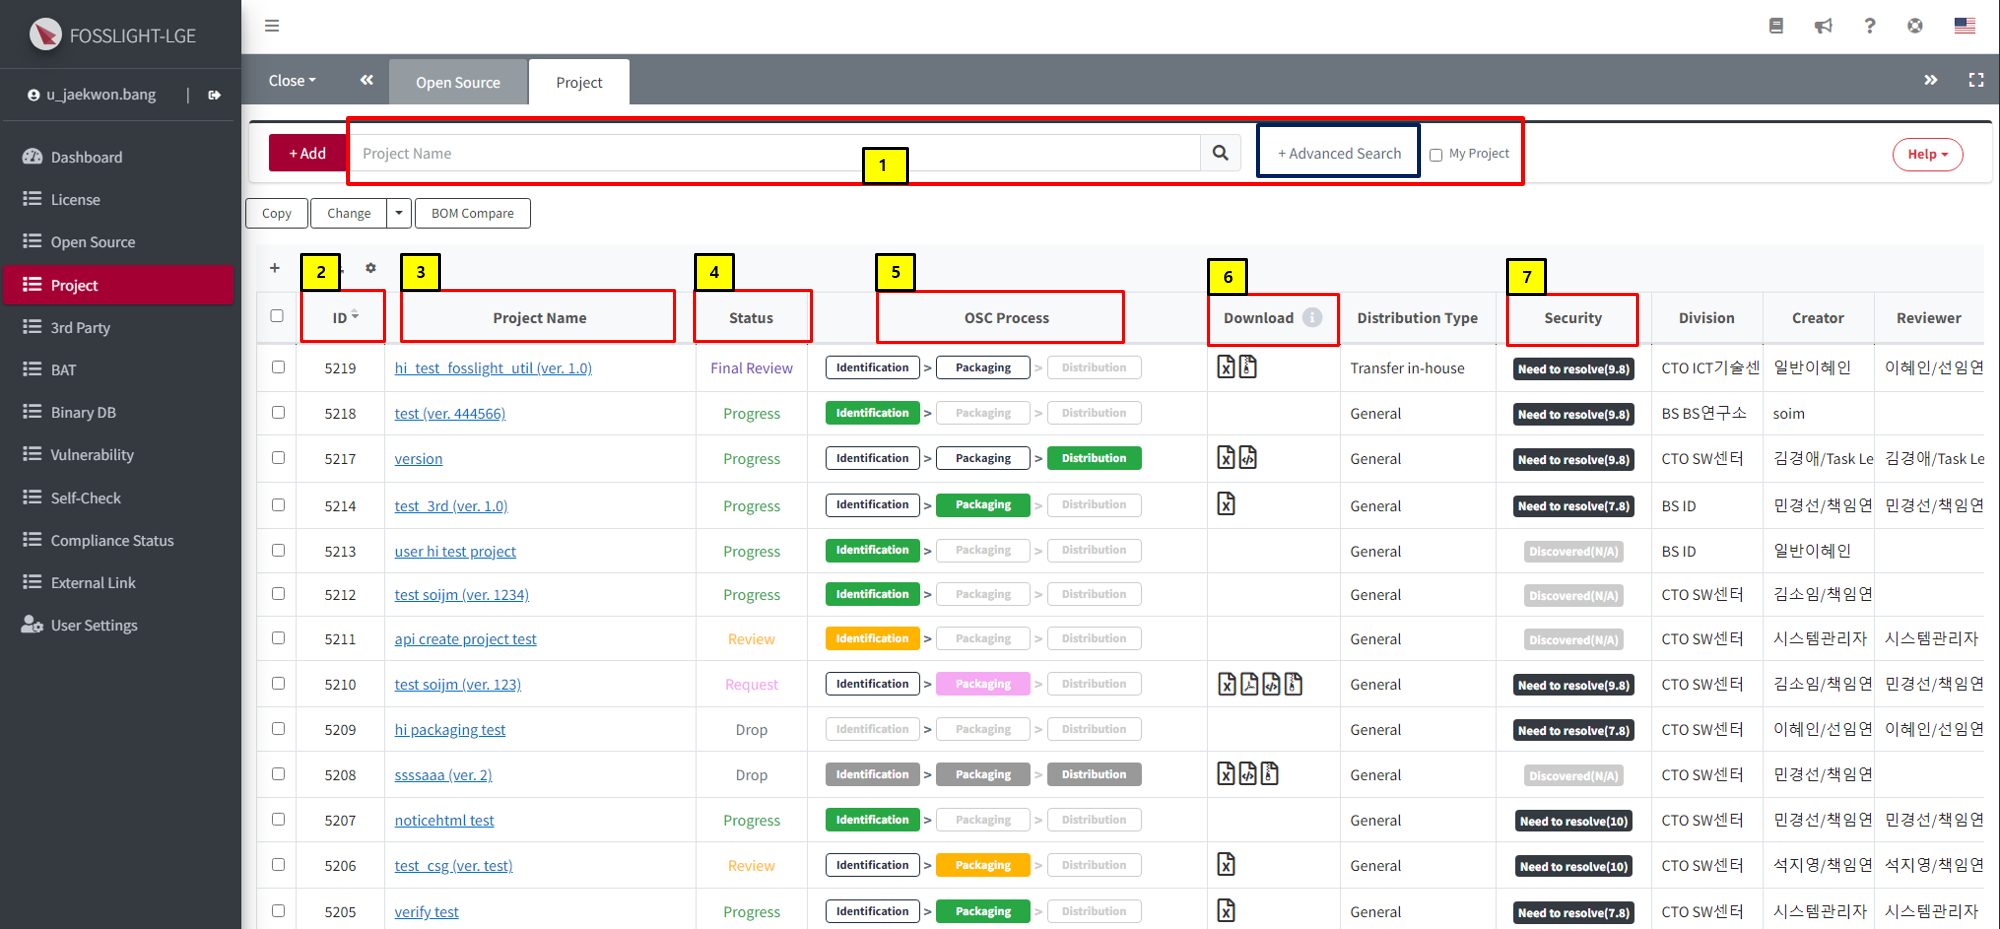 FOSSLIGHT-LGE
u_jaekwon.bang |
Dashboard
License
Open Source
Project
3rd Party
BAT
Binary DB
Vulnerability
Self-Check
Compliance Status
External Link
User Settings
Close
Open Source
Project
+ Add
Project Name
1
+ Advanced Search
My Project
Help
Copy
Change
BOM Compare
2
3
4
5
6
7
ID Project Name Status OSC Process Download Distribution Type Security Division Creator Reviewer
5219 hi_test_fosslight_util (ver. 1.0) Final Review Identification > Packaging > Distribution Transfer in-house Need to resolve(9.8) CTO ICT기술센 일반이혜인 이혜인/선임연
5218 test (ver. 444566) Progress Identification > Packaging > Distribution General Need to resolve(9.8) BS BS연구소 soim
5217 version Progress Identification > Packaging > Distribution General Need to resolve(9.8) CTO SW센터 김경애/Task Le 김경애/Task Le
5214 test_3rd (ver. 1.0) Progress Identification > Packaging > Distribution General Need to resolve(7.8) BS ID 민경선/책임연 민경선/책임연
5213 user hi test project Progress Identification > Packaging > Distribution General Discovered(N/A) BS ID 일반이혜인
5212 test soijm (ver. 1234) Progress Identification > Packaging > Distribution General Discovered(N/A) CTO SW센터 김소임/책임연
5211 api create project test Review Identification > Packaging > Distribution General Discovered(N/A) CTO SW센터 시스템관리자 시스템관리자
5210 test soijm (ver. 123) Request Identification > Packaging > Distribution General Need to resolve(9.8) CTO SW센터 김소임/책임연 민경선/책임연
5209 hi packaging test Drop Identification > Packaging > Distribution General Need to resolve(7.8) CTO SW센터 이혜인/선임연 이혜인/선임연
5208 ssssaaa (ver. 2) Drop Identification > Packaging > Distribution General Discovered(N/A) CTO SW센터 민경선/책임연
5207 noticehtml test Progress Identification > Packaging > Distribution General Need to resolve(10) CTO SW센터 민경선/책임연 민경선/책임연
5206 test_csg (ver. test) Review Identification > Packaging > Distribution General Need to resolve(10) CTO SW센터 석지영/책임연 석지영/책임연
5205 verify test Progress Identification > Packaging > Distribution General Need to resolve(7.8) CTO SW센터 시스템관리자 시스템관리자